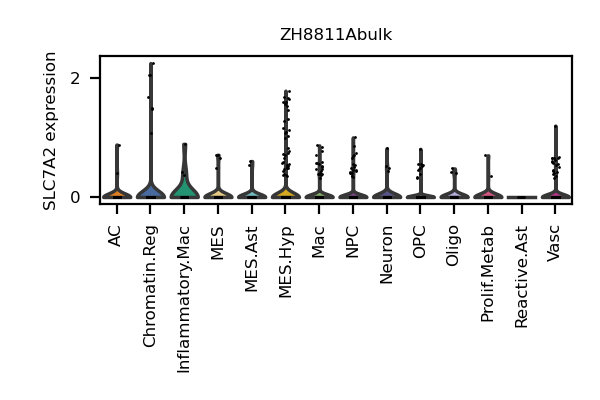 ZH8811Abulk
SLC7A2 expression
2
0
AC
Chromatin.Reg
Inflammatory.Mac
MES
MES.Ast
MES.Hyp
Mac
NPC
Neuron
OPC
Oligo
Prolif.Metab
Reactive.Ast
Vasc